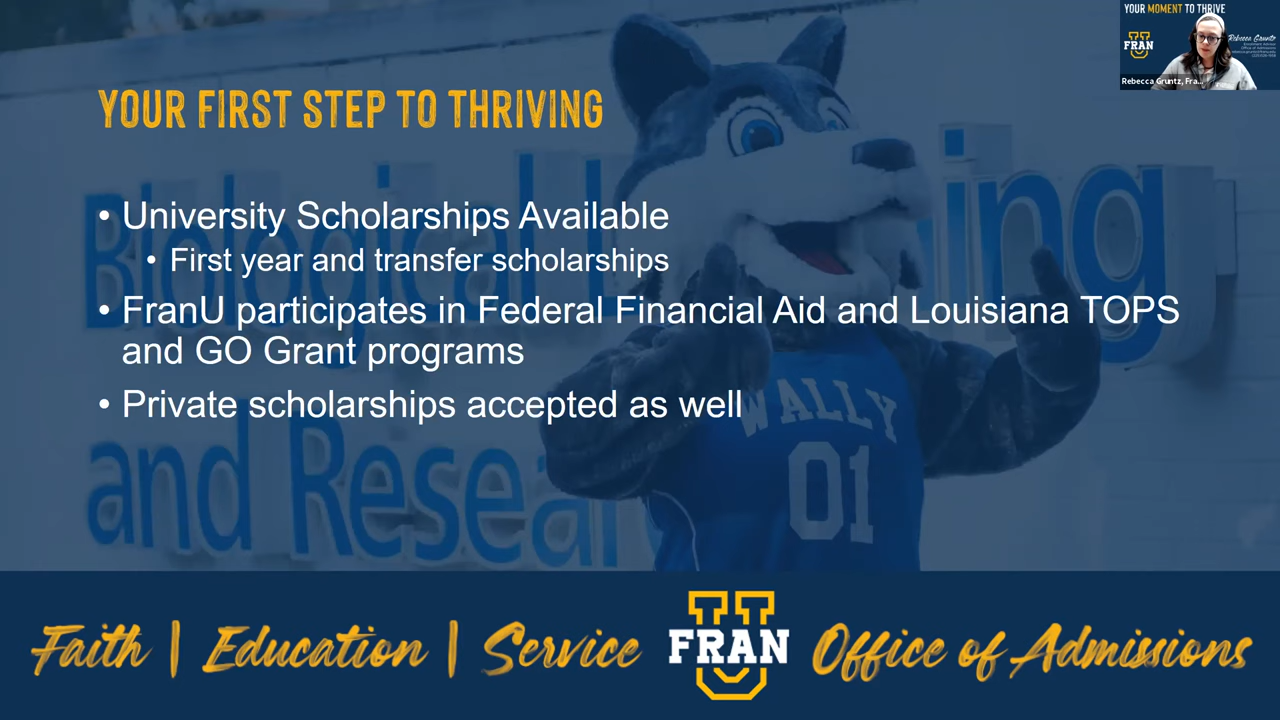 YOUR MOMENT TO THRIVE
FRAN
Rebecca Gruntz
Rebecca Gruntz, Fra...
YOUR FIRST STEP TO THRIVING
• University Scholarships Available
• First year and transfer scholarships
• FranU participates in Federal Financial Aid and Louisiana TOPS
and GO Grant programs
• Private scholarships accepted as well
WALLY
01
and Resear
Faith | Education | Service
U
FRAN
Office of Admissions